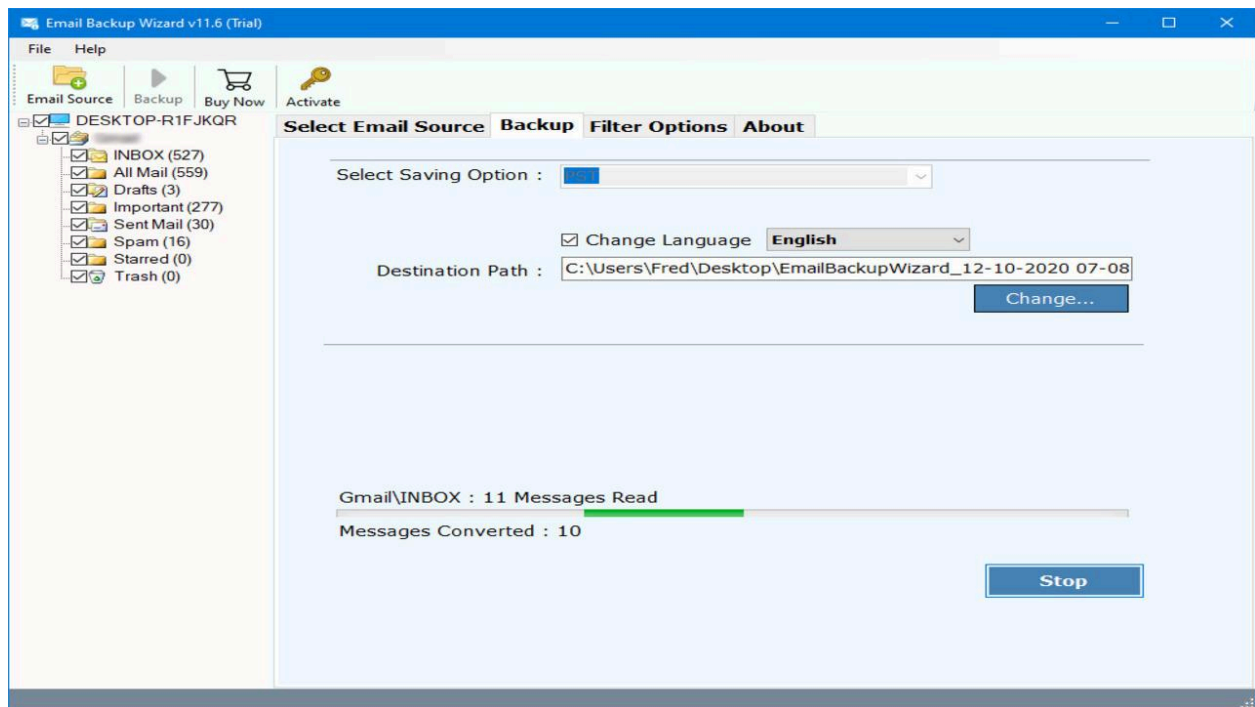 Email Backup Wizard v11.6 (Trial)
File Help
Email Source Backup Buy Now Activate
DESKTOP-R1FJKQR
INBOX (527)
All Mail (559)
Drafts (3)
Important (277)
Sent Mail (30)
Spam (16)
Starred (0)
Trash (0)
Select Email Source Backup Filter Options About
Select Saving Option : PST
Change Language English
Destination Path : C:\Users\Fred\Desktop\EmailBackupWizard_12-10-2020 07-08
Change...
Gmail\INBOX : 11 Messages Read
Messages Converted : 10
Stop